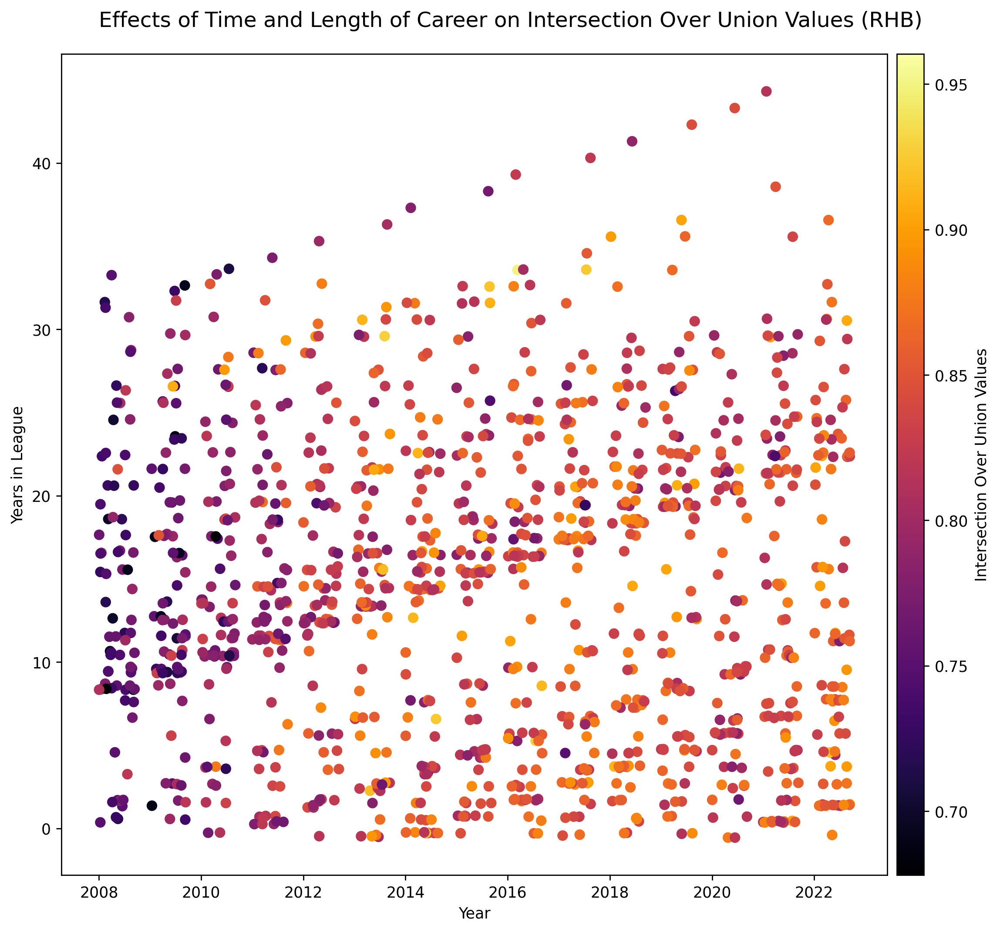 Effects of Time and Length of Career on Intersection Over Union Values (RHB)
Years in League
40
30
20
10
0
2008 2010 2012 2014 2016 2018 2020 2022
Year
0.95
0.90
0.85
0.80
0.75
0.70
Intersection Over Union Values